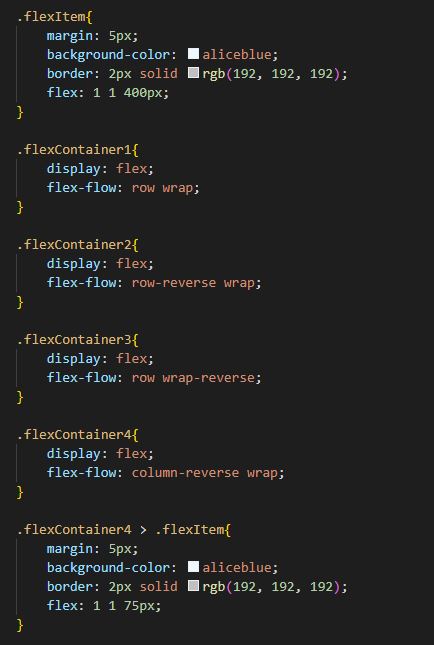 .flexItem{
    margin: 5px;
    background-color: aliceblue;
    border: 2px solid rgb(192, 192, 192);
    flex: 1 1 400px;
}

.flexContainer1{
    display: flex;
    flex-flow: row wrap;
}

.flexContainer2{
    display: flex;
    flex-flow: row-reverse wrap;
}

.flexContainer3{
    display: flex;
    flex-flow: row wrap-reverse;
}

.flexContainer4{
    display: flex;
    flex-flow: column-reverse wrap;
}

.flexContainer4 > .flexItem{
    margin: 5px;
    background-color: aliceblue;
    border: 2px solid rgb(192, 192, 192);
    flex: 1 1 75px;
}